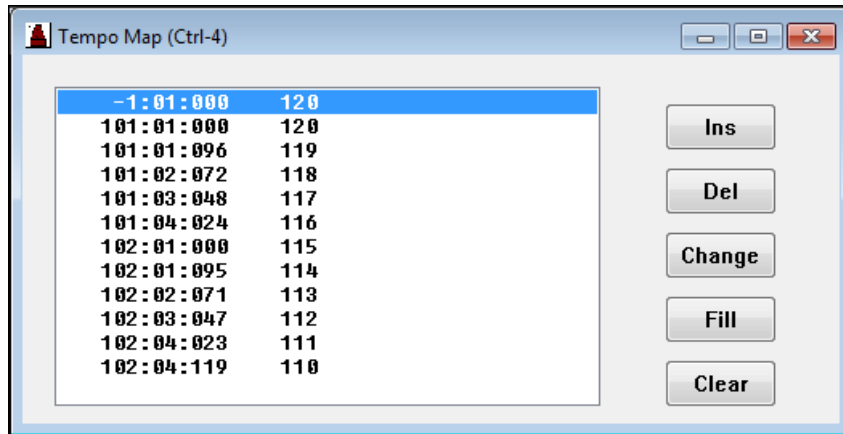 Tempo Map (Ctrl-4)
-1:01:000 120
101:01:000 120
101:01:096 119
101:02:072 118
101:03:048 117
101:04:024 116
102:01:000 115
102:01:095 114
102:02:071 113
102:03:047 112
102:04:023 111
102:04:119 110
Ins
Del
Change
Fill
Clear